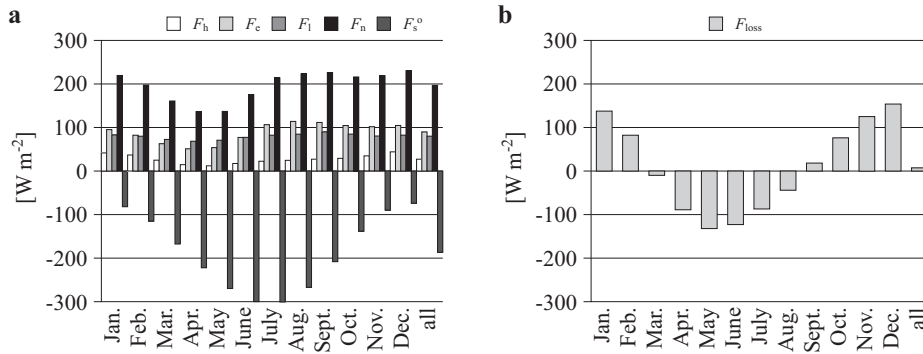 a
F_h F_e F_l F_n F_s^o
300
200
100
0
-100
-200
-300
[W m^-2]
Jan. Feb. Mar. Apr. May June July Aug. Sept. Oct. Nov. Dec. all
b
F_loss
300
200
100
0
-100
-200
-300
[W m^-2]
Jan. Feb. Mar. Apr. May June July Aug. Sept. Oct. Nov. Dec. all